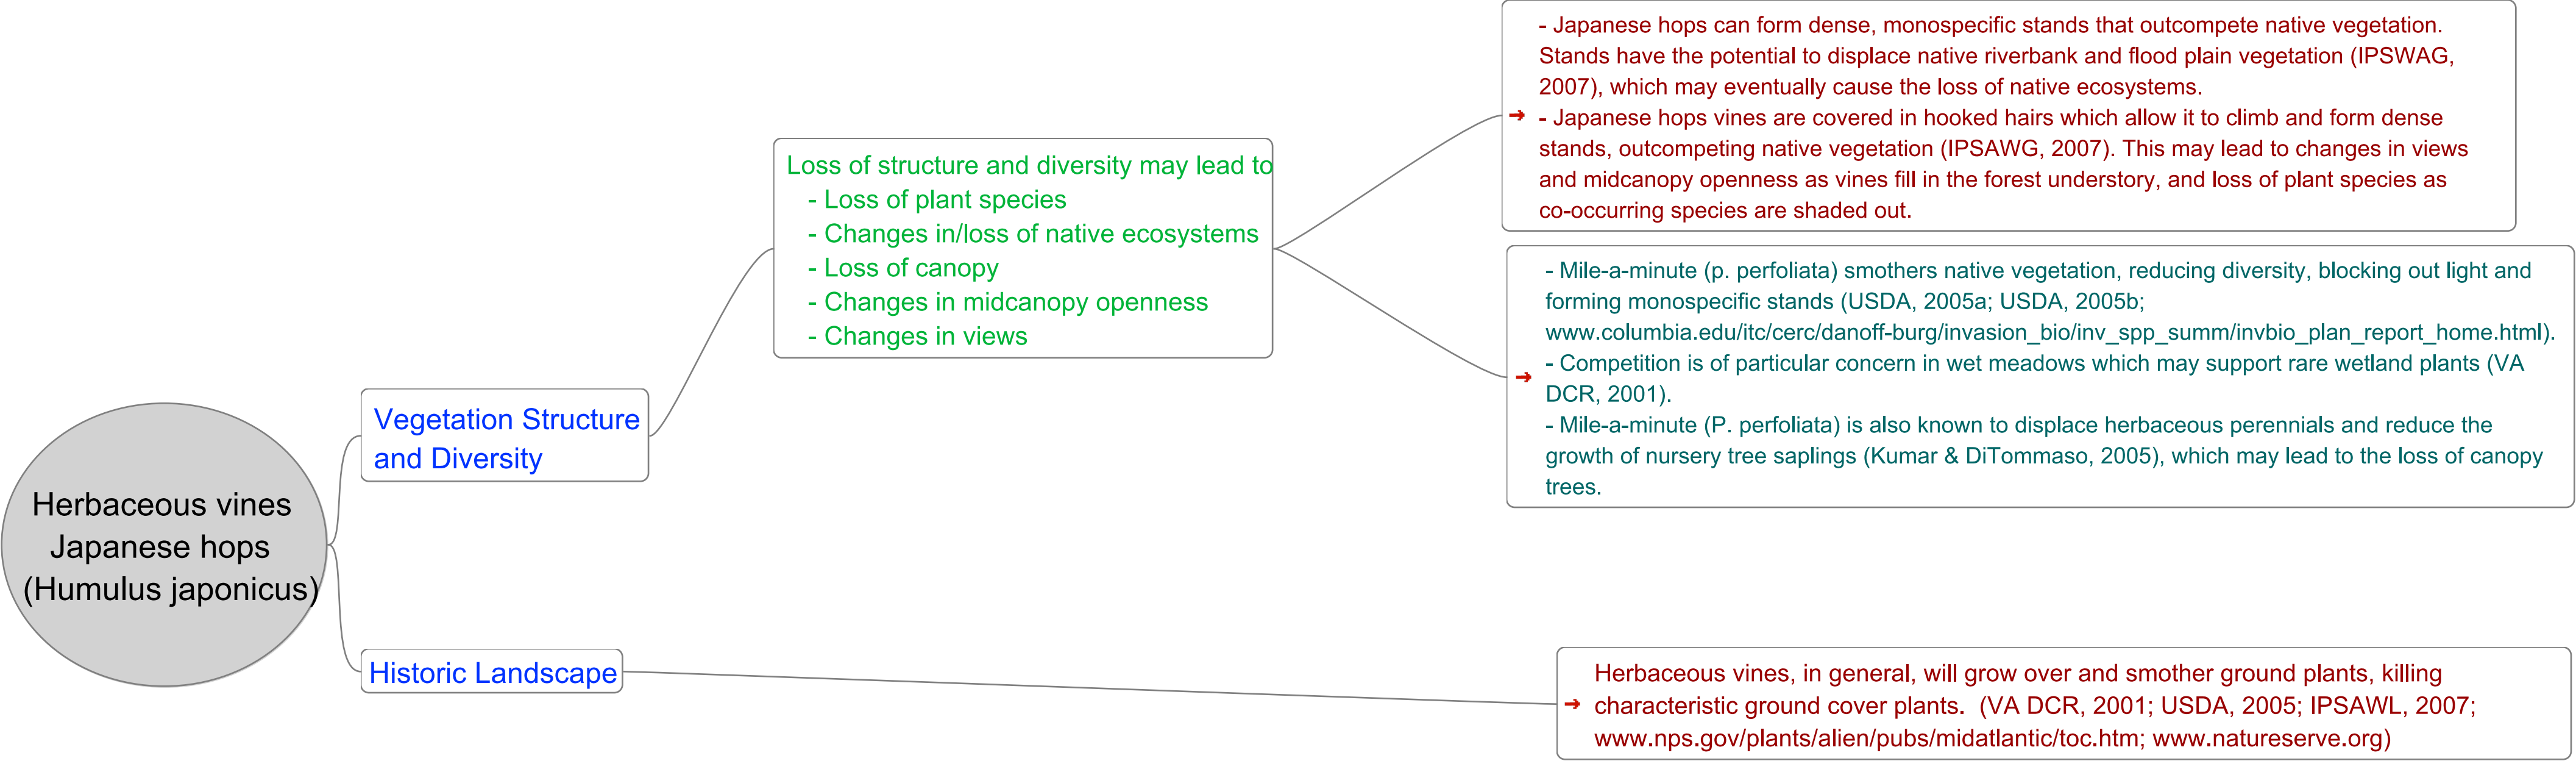 Herbaceous vines
Japanese hops
(Humulus japonicus)
Vegetation Structure
and Diversity
Historic Landscape
Loss of structure and diversity may lead to
- Loss of plant species
- Changes in/loss of native ecosystems
- Loss of canopy
- Changes in midcanopy openness
- Changes in views
- Japanese hops can form dense, monospecific stands that outcompete native vegetation.
Stands have the potential to displace native riverbank and flood plain vegetation (IPSWAG,
2007), which may eventually cause the loss of native ecosystems.
- Japanese hops vines are covered in hooked hairs which allow it to climb and form dense
stands, outcompeting native vegetation (IPSAWG, 2007). This may lead to changes in views
and midcanopy openness as vines fill in the forest understory, and loss of plant species as
co-occurring species are shaded out.
- Mile-a-minute (p. perfoliata) smothers native vegetation, reducing diversity, blocking out light and
forming monospecific stands (USDA, 2005a; USDA, 2005b;
www.columbia.edu/itc/cerc/danoff-burg/invasion_bio/inv_spp_summ/invbio_plan_report_home.html).
- Competition is of particular concern in wet meadows which may support rare wetland plants (VA
DCR, 2001).
- Mile-a-minute (P. perfoliata) is also known to displace herbaceous perennials and reduce the
growth of nursery tree saplings (Kumar & DiTommaso, 2005), which may lead to the loss of canopy
trees.
Herbaceous vines, in general, will grow over and smother ground plants, killing
characteristic ground cover plants.  (VA DCR, 2001; USDA, 2005; IPSAWL, 2007;
www.nps.gov/plants/alien/pubs/midatlantic/toc.htm; www.natureserve.org)